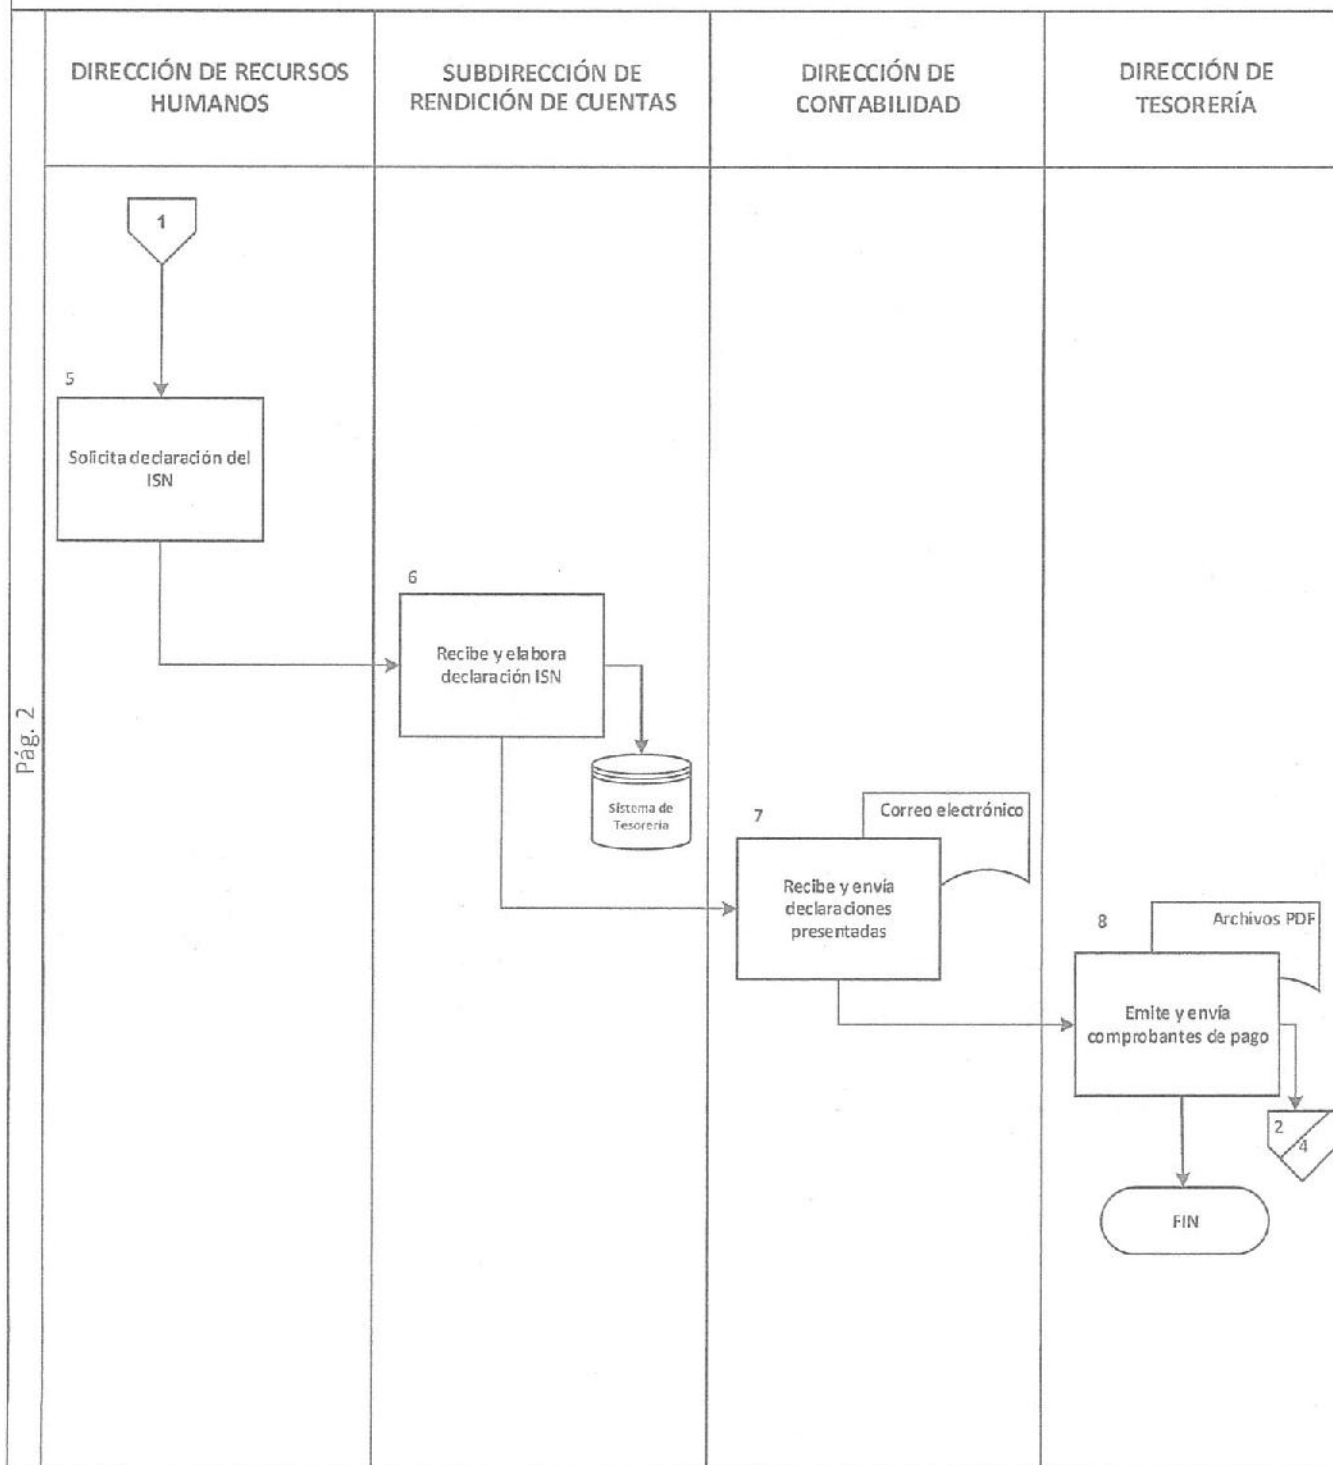 DIRECCIÓN DE RECURSOS
HUMANOS
SUBDIRECCIÓN DE
RENDICIÓN DE CUENTAS
DIRECCIÓN DE
CONTABILIDAD
DIRECCIÓN DE
TESORERÍA
Pág. 2
1
5
Solicita declaración del
ISN
6
Recibe y elabora
declaración ISN
Sistema de
Tesorería
7
Correo electrónico
Recibe y envía
declaraciones
presentadas
8
Archivos PDF
Emite y envía
comprobantes de pago
2
4
FIN